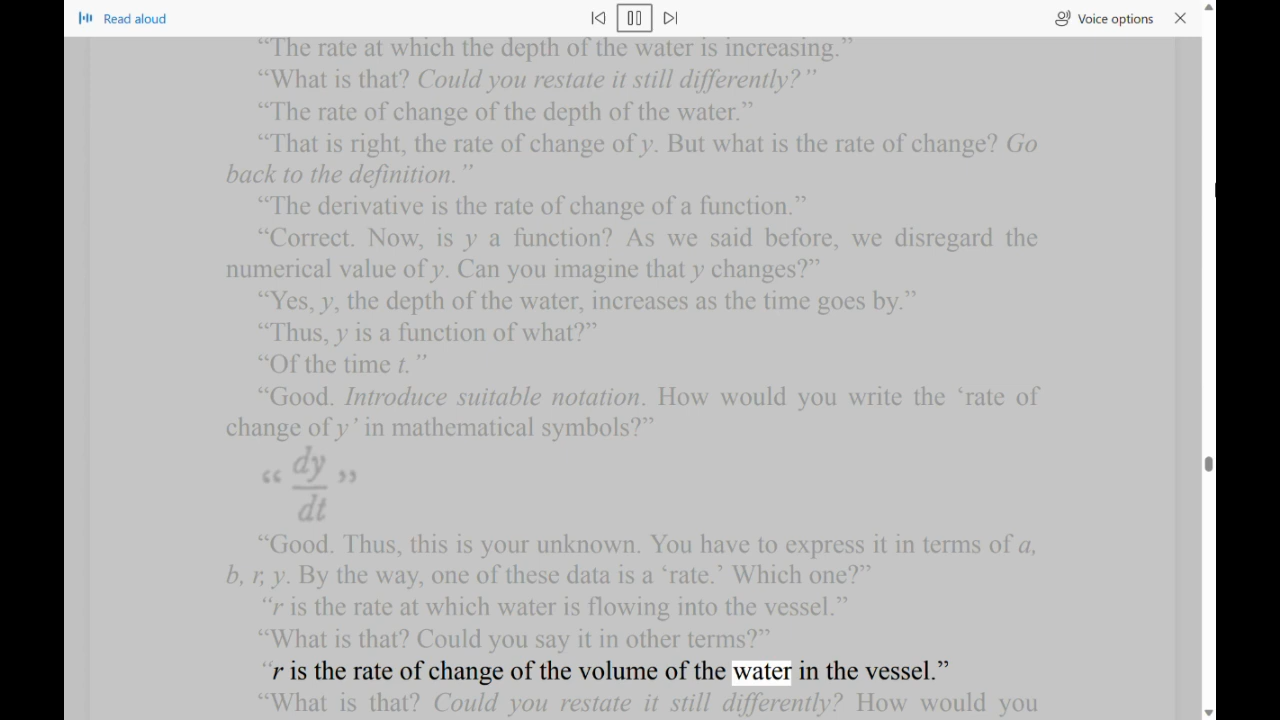 Read aloud
Voice options
“The rate at which the depth of the water is increasing.”
“What is that? Could you restate it still differently?”
“The rate of change of the depth of the water.”
“That is right, the rate of change of y. But what is the rate of change? Go
back to the definition.”
“The derivative is the rate of change of a function.”
“Correct. Now, is y a function? As we said before, we disregard the
numerical value of y. Can you imagine that y changes?”
“Yes, y, the depth of the water, increases as the time goes by.”
“Thus, y is a function of what?”
“Of the time t.”
“Good. Introduce suitable notation. How would you write the ‘rate of
change of y’ in mathematical symbols?”
“ dy/dt ”
“Good. Thus, this is your unknown. You have to express it in terms of a,
b, r, y. By the way, one of these data is a ‘rate.’ Which one?”
“r is the rate at which water is flowing into the vessel.”
“What is that? Could you say it in other terms?”
“r is the rate of change of the volume of the water in the vessel.”
“What is that? Could you restate it still differently? How would you